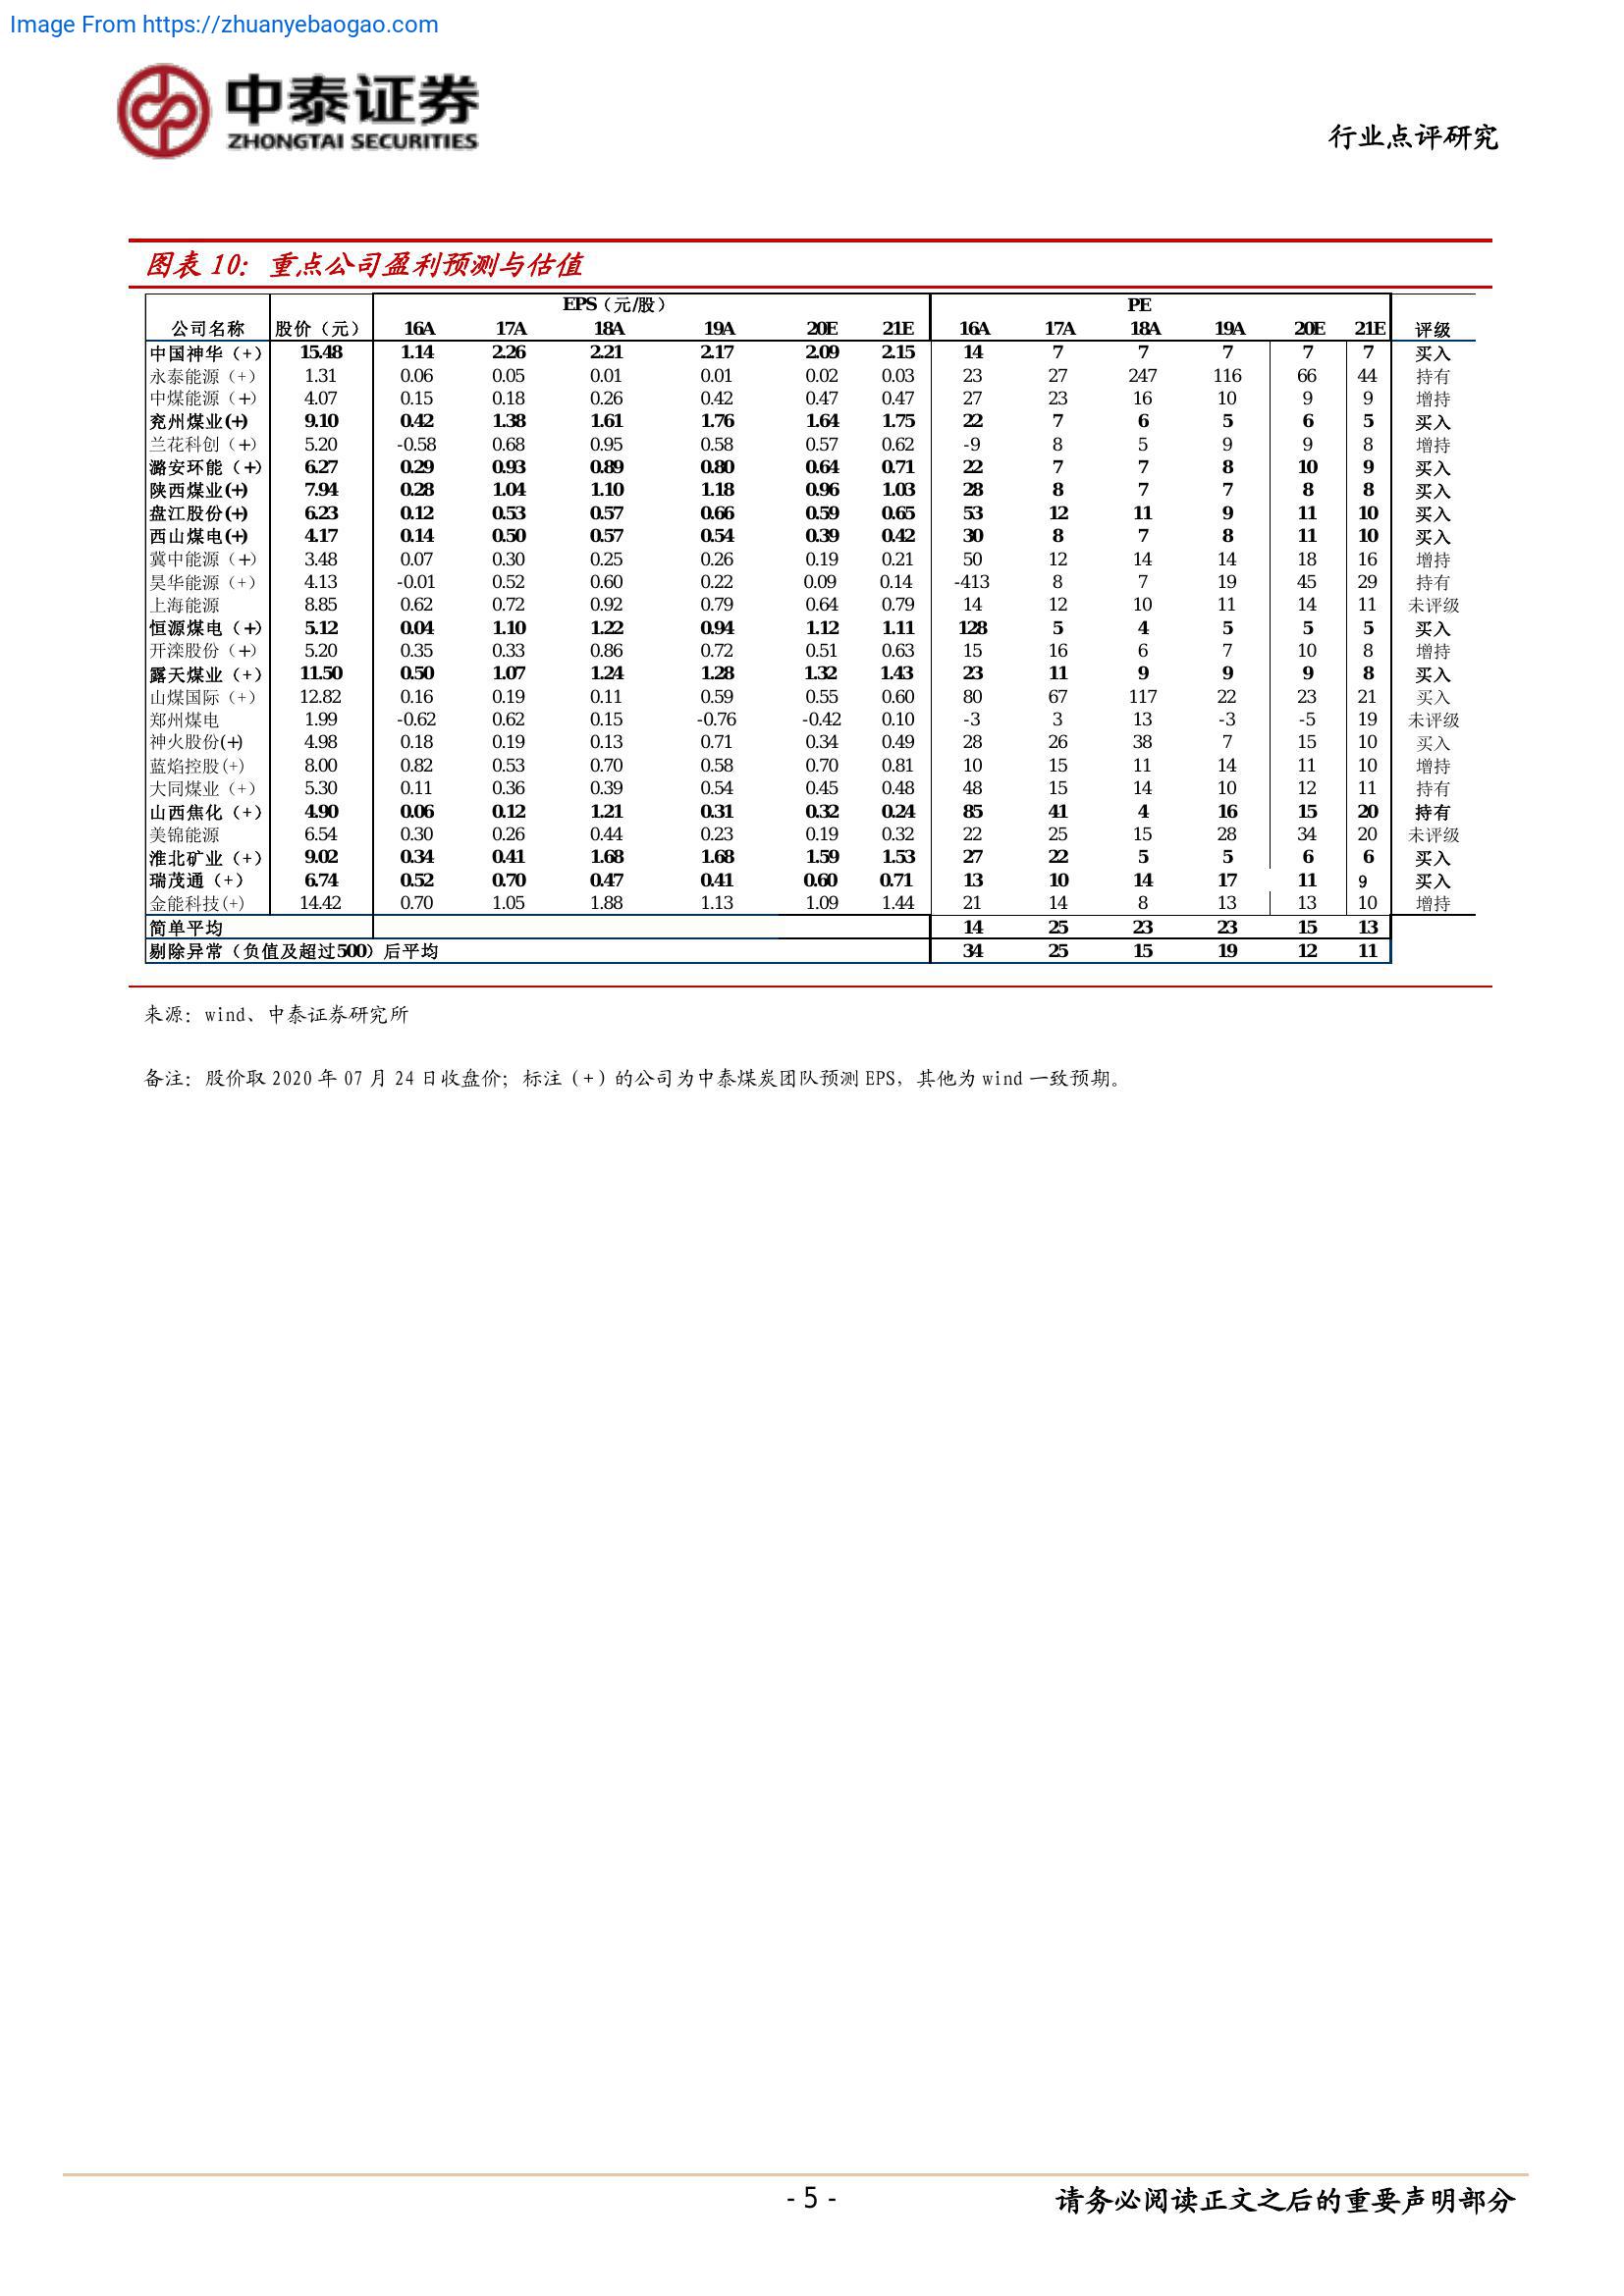 Image From https://zhuanyebaogao.com
中泰证券
ZHONGTAI SECURITIES
行业点评研究
图表 10：重点公司盈利预测与估值
EPS（元/股） PE
公司名称 股价（元） 16A 17A 18A 19A 20E 21E 16A 17A 18A 19A 20E 21E 评级
中国神华（+） 15.48 1.14 2.26 2.21 2.17 2.09 2.15 14 7 7 7 7 7 买入
永泰能源（+） 1.31 0.06 0.05 0.01 0.01 0.02 0.03 23 27 247 116 66 44 持有
中煤能源（+） 4.07 0.15 0.18 0.26 0.42 0.47 0.47 27 23 16 10 9 9 增持
兖州煤业(+) 9.10 0.42 1.38 1.61 1.76 1.64 1.75 22 7 6 5 6 5 买入
兰花科创（+） 5.20 -0.58 0.68 0.95 0.58 0.57 0.62 -9 8 5 9 9 8 增持
潞安环能（+） 6.27 0.29 0.93 0.89 0.80 0.64 0.71 22 7 7 8 10 9 买入
陕西煤业(+) 7.94 0.28 1.04 1.10 1.18 0.96 1.03 28 8 7 7 8 8 买入
盘江股份(+) 6.23 0.12 0.53 0.57 0.66 0.59 0.65 53 12 11 9 11 10 买入
西山煤电(+) 4.17 0.14 0.50 0.57 0.54 0.39 0.42 30 8 7 8 11 10 买入
冀中能源（+） 3.48 0.07 0.30 0.25 0.26 0.19 0.21 50 12 14 14 18 16 增持
昊华能源（+） 4.13 -0.01 0.52 0.60 0.22 0.09 0.14 -413 8 7 19 45 29 持有
上海能源 8.85 0.62 0.72 0.92 0.79 0.64 0.79 14 12 10 11 14 11 未评级
恒源煤电（+） 5.12 0.04 1.10 1.22 0.94 1.12 1.11 128 5 4 5 5 5 买入
开滦股份（+） 5.20 0.35 0.33 0.86 0.72 0.51 0.63 15 16 6 7 10 8 增持
露天煤业（+） 11.50 0.50 1.07 1.24 1.28 1.32 1.43 23 11 9 9 9 8 买入
山煤国际（+） 12.82 0.16 0.19 0.11 0.59 0.55 0.60 80 67 117 22 23 21 买入
郑州煤电 1.99 -0.62 0.62 0.15 -0.76 -0.42 0.10 -3 3 13 -3 -5 19 未评级
神火股份(+) 4.98 0.18 0.19 0.13 0.71 0.34 0.49 28 26 38 7 15 10 买入
蓝焰控股(+) 8.00 0.82 0.53 0.70 0.58 0.70 0.81 10 15 11 14 11 10 增持
大同煤业（+） 5.30 0.11 0.36 0.39 0.54 0.45 0.48 48 15 14 10 12 11 持有
山西焦化（+） 4.90 0.06 0.12 1.21 0.31 0.32 0.24 85 41 4 16 15 20 持有
美锦能源 6.54 0.30 0.26 0.44 0.23 0.19 0.32 22 25 15 28 34 20 未评级
淮北矿业（+） 9.02 0.34 0.41 1.68 1.68 1.59 1.53 27 22 5 5 6 6 买入
瑞茂通（+） 6.74 0.52 0.70 0.47 0.41 0.60 0.71 13 10 14 17 11 9 买入
金能科技(+) 14.42 0.70 1.05 1.88 1.13 1.09 1.44 21 14 8 13 13 10 增持
简单平均 14 25 23 23 15 13
剔除异常（负值及超过500）后平均 34 25 15 19 12 11
来源：wind、中泰证券研究所
备注：股价取 2020 年 07 月 24 日收盘价；标注（+）的公司为中泰煤炭团队预测 EPS，其他为 wind 一致预期。
- 5 -
请务必阅读正文之后的重要声明部分